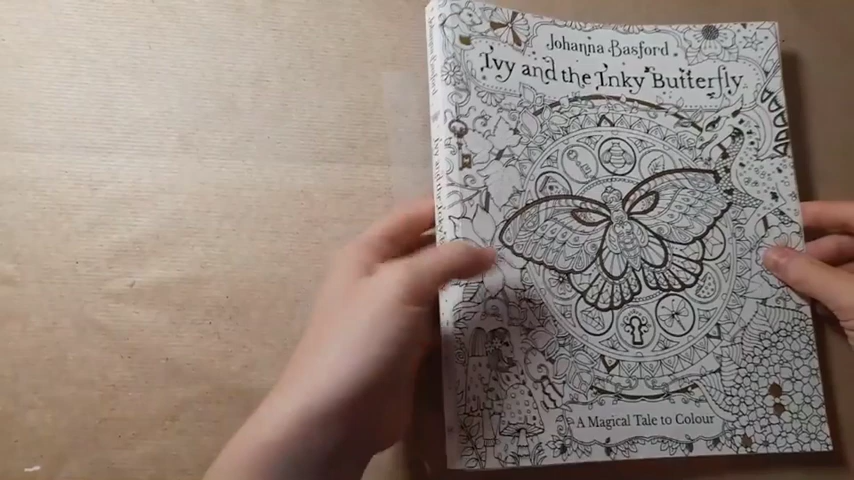 Johanna Basford
Ivy and the Inky Butterfly
A Magical Tale to Colour